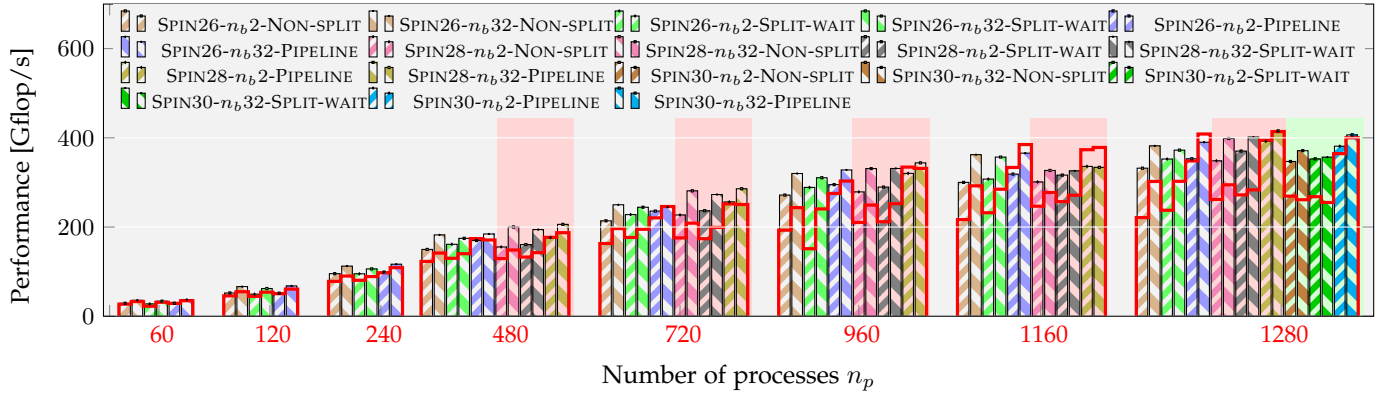 SPIN26-n_b2-NON-SPLIT SPIN26-n_b32-NON-SPLIT SPIN26-n_b2-SPLIT-WAIT SPIN26-n_b32-SPLIT-WAIT SPIN26-n_b2-PIPELINE
SPIN26-n_b32-PIPELINE SPIN28-n_b2-NON-SPLIT SPIN28-n_b32-NON-SPLIT SPIN28-n_b2-SPLIT-WAIT SPIN28-n_b32-SPLIT-WAIT
SPIN28-n_b2-PIPELINE SPIN28-n_b32-PIPELINE SPIN30-n_b2-NON-SPLIT SPIN30-n_b32-NON-SPLIT SPIN30-n_b2-SPLIT-WAIT
SPIN30-n_b32-SPLIT-WAIT SPIN30-n_b2-PIPELINE SPIN30-n_b32-PIPELINE
Performance [Gflop/s]
600
400
200
0
60 120 240 480 720 960 1160 1280
Number of processes n_p